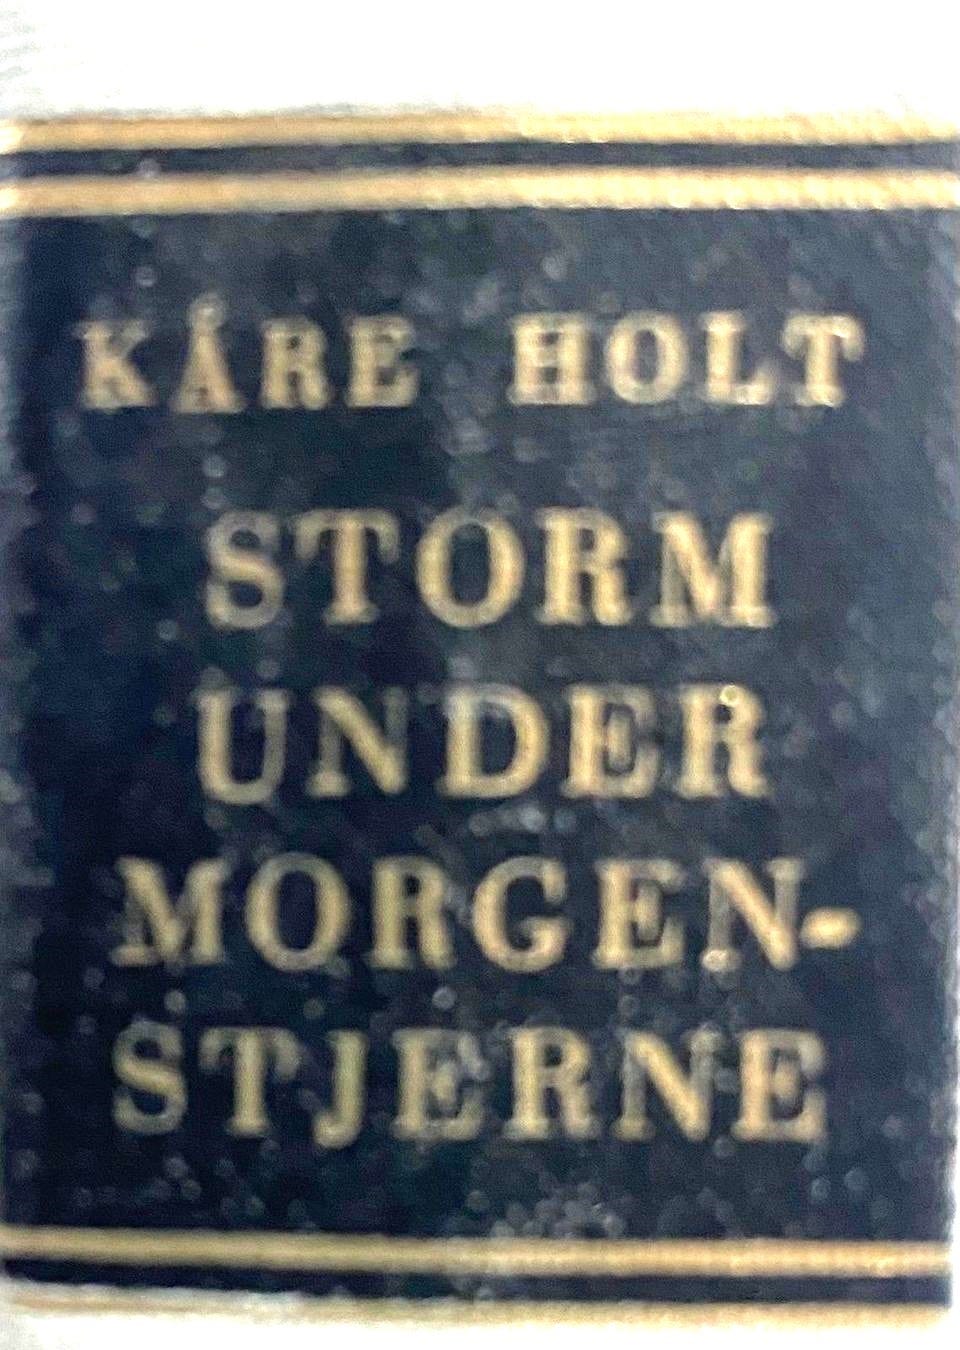 KÅRE HOLT
STORM
UNDER
MORGEN-
STJERNE